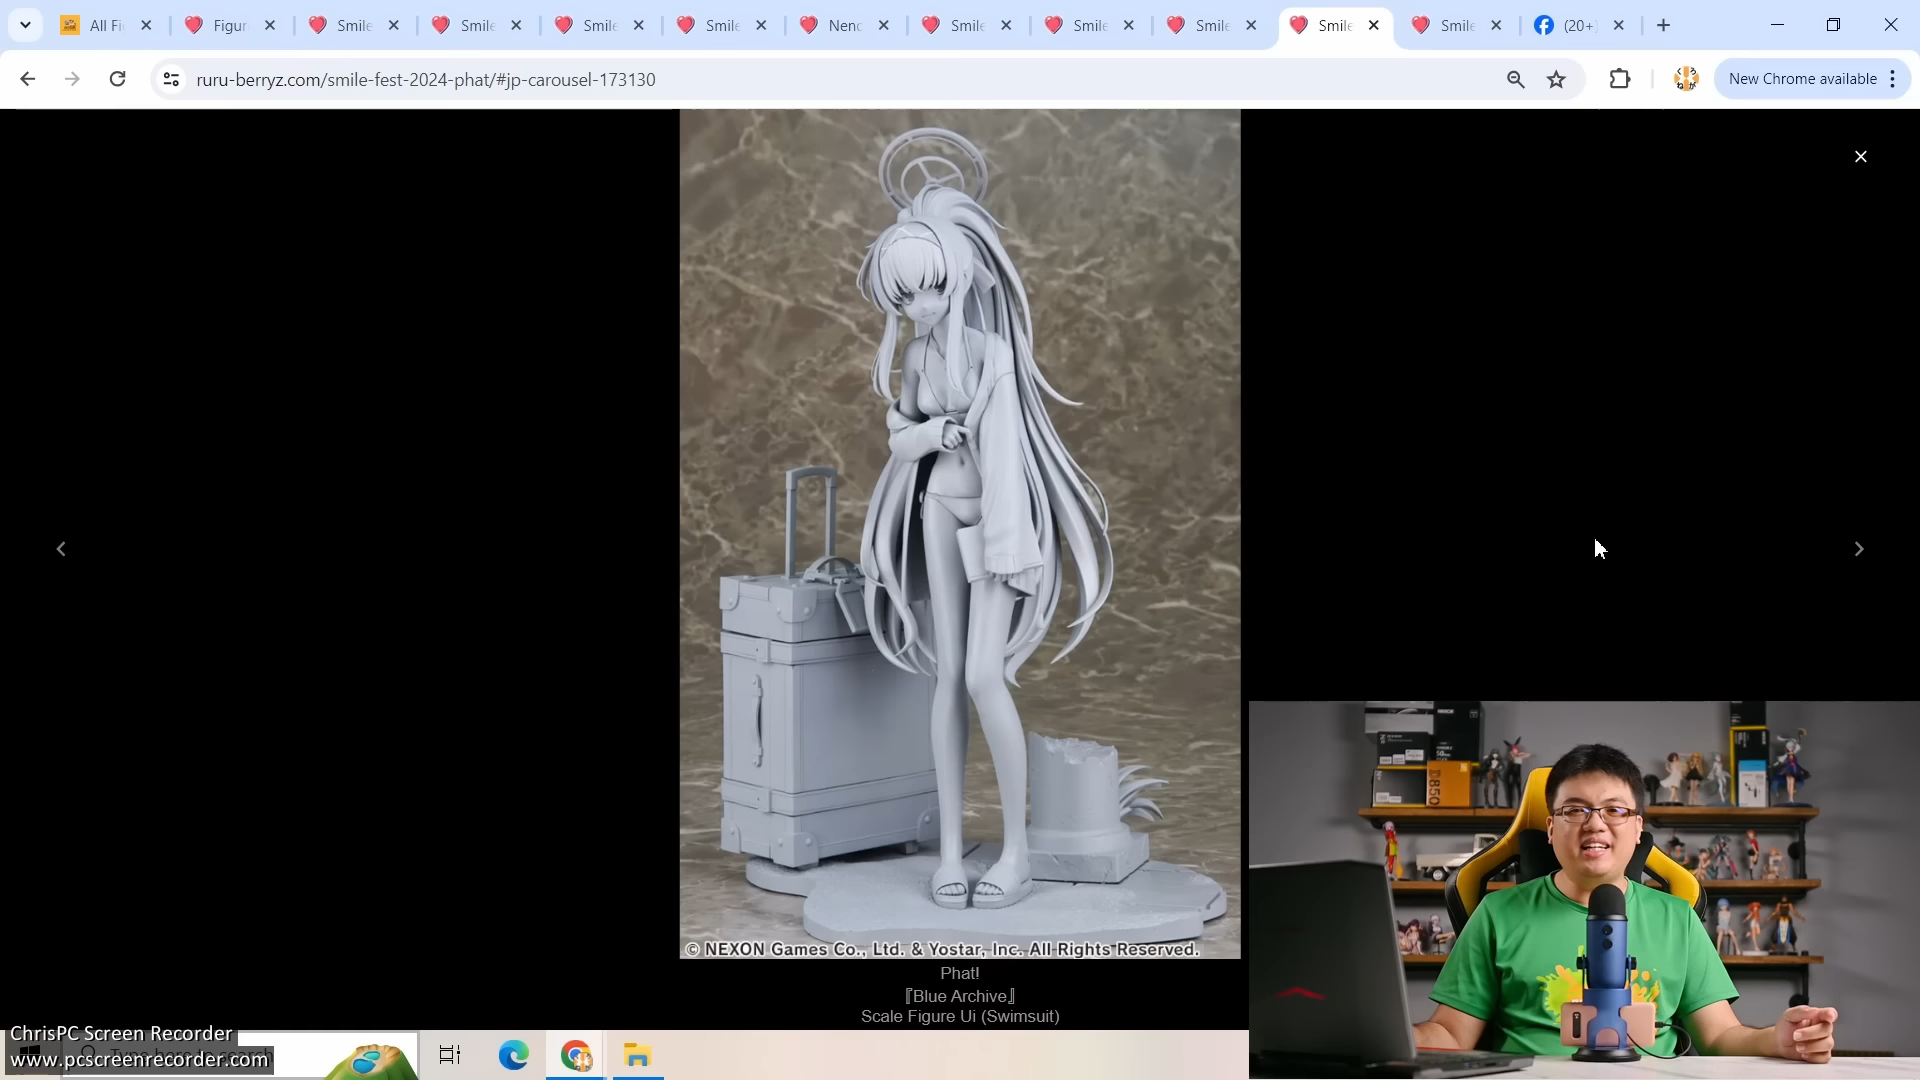 All Fi
Figur
Smile
Smile
Smile
Smile
Nend
Smile
Smile
Smile
Smile
Smile
(20+)
ruru-berryz.com/smile-fest-2024-phat/#jp-carousel-173130
New Chrome available
© NEXON Games Co., Ltd. & Yostar, Inc. All Rights Reserved.
Phat!
『Blue Archive』
Scale Figure Ui (Swimsuit)
D850
ChrisPC Screen Recorder
www.pcscreenrecorder.com